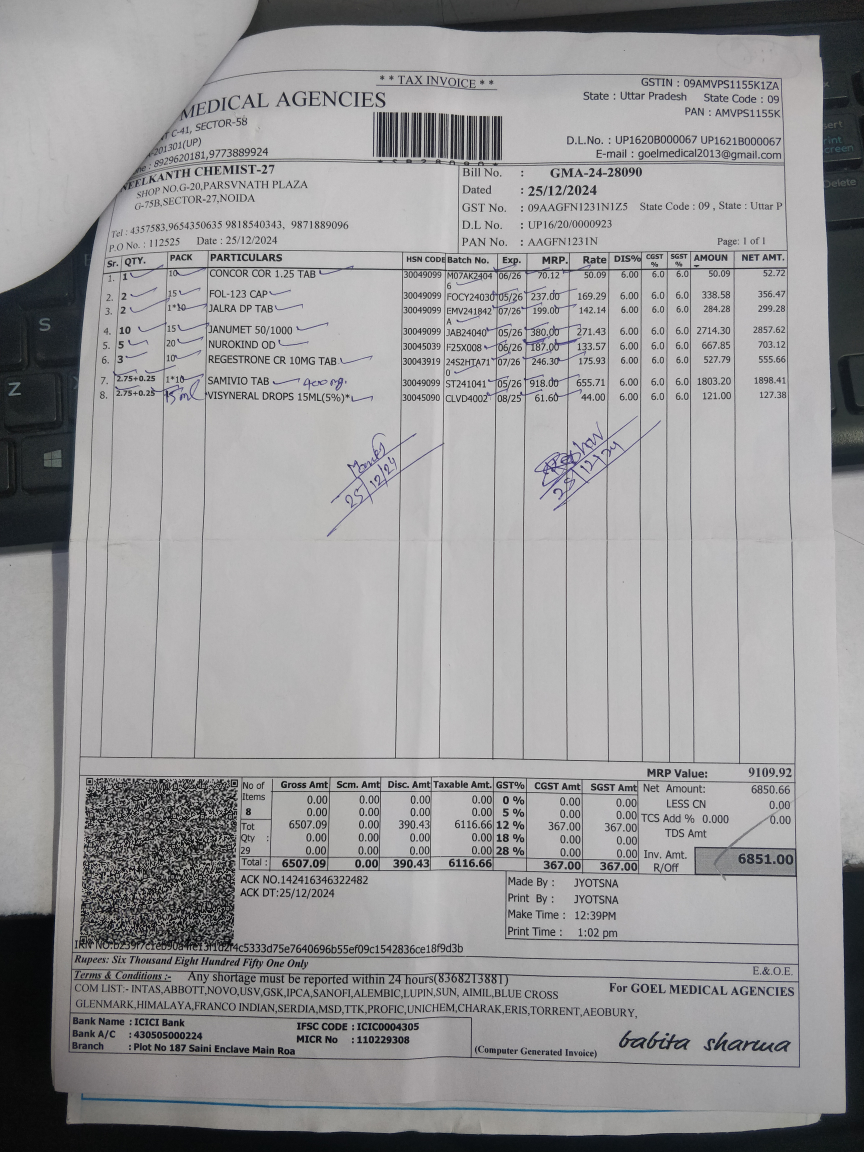 * * TAX INVOICE * *
GSTIN : 09AMVPS1155K1ZA
State : Uttar Pradesh State Code : 09
PAN : AMVPS1155K
MEDICAL AGENCIES
C-41, SECTOR-58
201301(UP)
: 8929620181,9773889924
D.L.No. : UP1620B000067 UP1621B000067
E-mail : goelmedical2013@gmail.com
NEELKANTH CHEMIST-27
SHOP NO.G-20,PARSVNATH PLAZA
G-75B,SECTOR-27,NOIDA
Tel : 4357583,9654350635 9818540343, 9871889096
P.O No. : 112525 Date : 25/12/2024
Bill No. : GMA-24-28090
Dated : 25/12/2024
GST No. : 09AAGFN1231N1Z5 State Code : 09 , State : Uttar P
D.L No. : UP16/20/0000923
PAN No. : AAGFN1231N Page: 1 of 1
Sr. QTY. PACK PARTICULARS HSN CODE Batch No. Exp. MRP. Rate DIS% CGST % SGST % AMOUN NET AMT.
1. 1 10 CONCOR COR 1.25 TAB 30049099 M07AK2404 6 06/26 70.12 50.09 6.00 6.0 6.0 50.09 52.72
2. 2 15 FOL-123 CAP 30049099 FOCY24030 05/26 237.00 169.29 6.00 6.0 6.0 338.58 356.47
3. 2 1*10 JALRA DP TAB 30049099 EMV241842 A 07/26 199.00 142.14 6.00 6.0 6.0 284.28 299.28
4. 10 15 JANUMET 50/1000 30049099 JAB24040 05/26 380.00 271.43 6.00 6.0 6.0 2714.30 2857.62
5. 5 20 NUROKIND OD 30045039 F25X008 06/26 187.00 133.57 6.00 6.0 6.0 667.85 703.12
6. 3 10 REGESTRONE CR 10MG TAB 30043919 24S2HTA71 0 07/26 246.30 175.93 6.00 6.0 6.0 527.79 555.66
7. 2.75+0.25 1*10 SAMIVIO TAB 400mg. 30049099 ST241041 05/26 918.00 655.71 6.00 6.0 6.0 1803.20 1898.41
8. 2.75+0.25 15ml *VISYNERAL DROPS 15ML(5%)* 30045090 CLVD4002 08/25 61.60 44.00 6.00 6.0 6.0 121.00 127.38
25/12/24
25/12/24
MRP Value: 9109.92
No of Items 8 Tot Qty : 29
Gross Amt Scm. Amt Disc. Amt Taxable Amt. GST% CGST Amt SGST Amt
0.00 0.00 0.00 0.00 0 % 0.00 0.00
0.00 0.00 0.00 0.00 5 % 0.00 0.00
6507.09 0.00 390.43 6116.66 12 % 367.00 367.00
0.00 0.00 0.00 0.00 18 % 0.00 0.00
0.00 0.00 0.00 0.00 28 % 0.00 0.00
Total : 6507.09 0.00 390.43 6116.66 367.00 367.00
Net Amount: 6850.66
LESS CN 0.00
TCS Add % 0.000 0.00
TDS Amt
Inv. Amt. R/Off 6851.00
ACK NO.142416346322482
ACK DT:25/12/2024
Made By : JYOTSNA
Print By : JYOTSNA
Make Time : 12:39PM
Print Time : 1:02 pm
Rupees: Six Thousand Eight Hundred Fifty One Only
E.&O.E.
Terms & Conditions :- Any shortage must be reported within 24 hours(8368213881)
COM LIST:- INTAS,ABBOTT,NOVO,USV,GSK,IPCA,SANOFI,ALEMBIC,LUPIN,SUN, AIMIL,BLUE CROSS
GLENMARK,HIMALAYA,FRANCO INDIAN,SERDIA,MSD,TTK,PROFIC,UNICHEM,CHARAK,ERIS,TORRENT,AEOBURY,
For GOEL MEDICAL AGENCIES
Bank Name : ICICI Bank
Bank A/C : 430505000224
Branch : Plot No 187 Saini Enclave Main Roa
IFSC CODE : ICIC0004305
MICR No : 110229308
(Computer Generated Invoice)
babita sharma